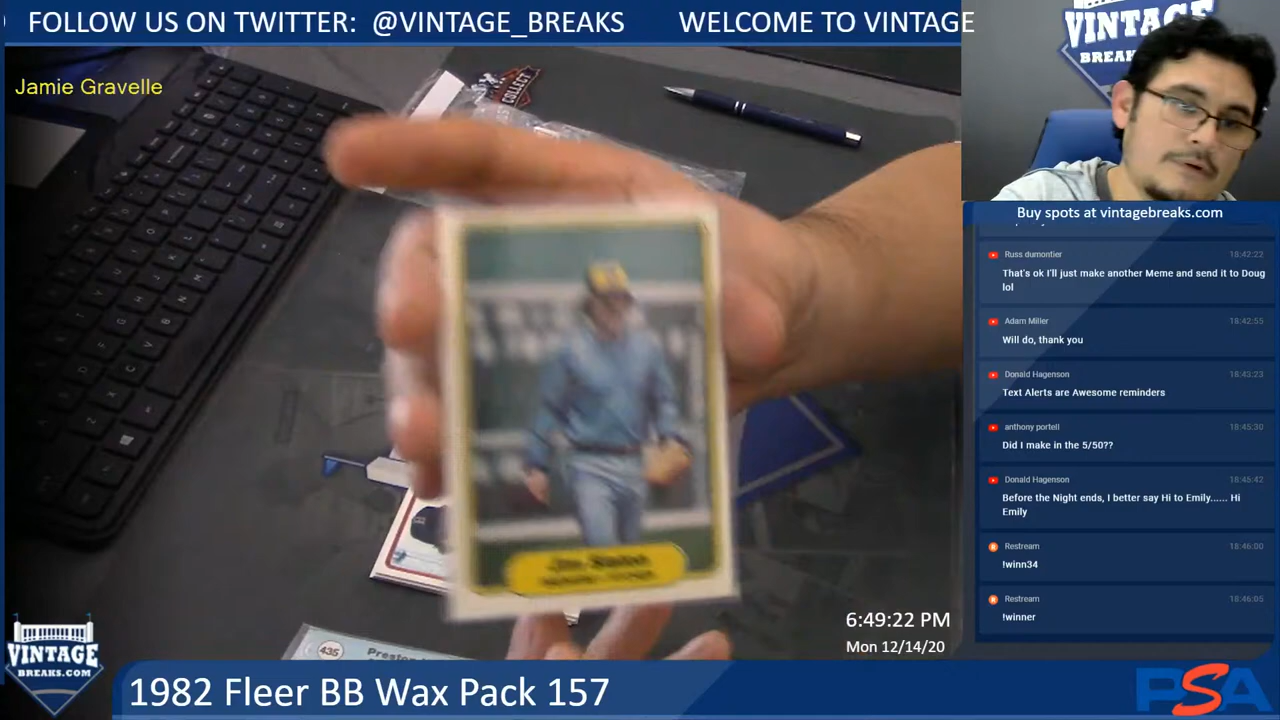 FOLLOW US ON TWITTER: @VINTAGE_BREAKS WELCOME TO VINTAGE
VINTAGE
BREAK
Jamie Gravelle
COLLECT
Buy spots at vintagebreaks.com
Russ dumontier 18:42:22
That's ok I'll just make another Meme and send it to Doug
lol
Adam Miller 18:42:55
Will do, thank you
Donald Hagenson 18:43:23
Text Alerts are Awesome reminders
anthony portell 18:45:30
Did I make in the 5/50??
Donald Hagenson 18:45:42
Before the Night ends, I better say Hi to Emily...... Hi
Emily
Restream 18:46:00
!winn34
Restream 18:46:05
!winner
435 Preston
6:49:22 PM
Mon 12/14/20
VINTAGE
BREAKS.COM
1982 Fleer BB Wax Pack 157
PSA